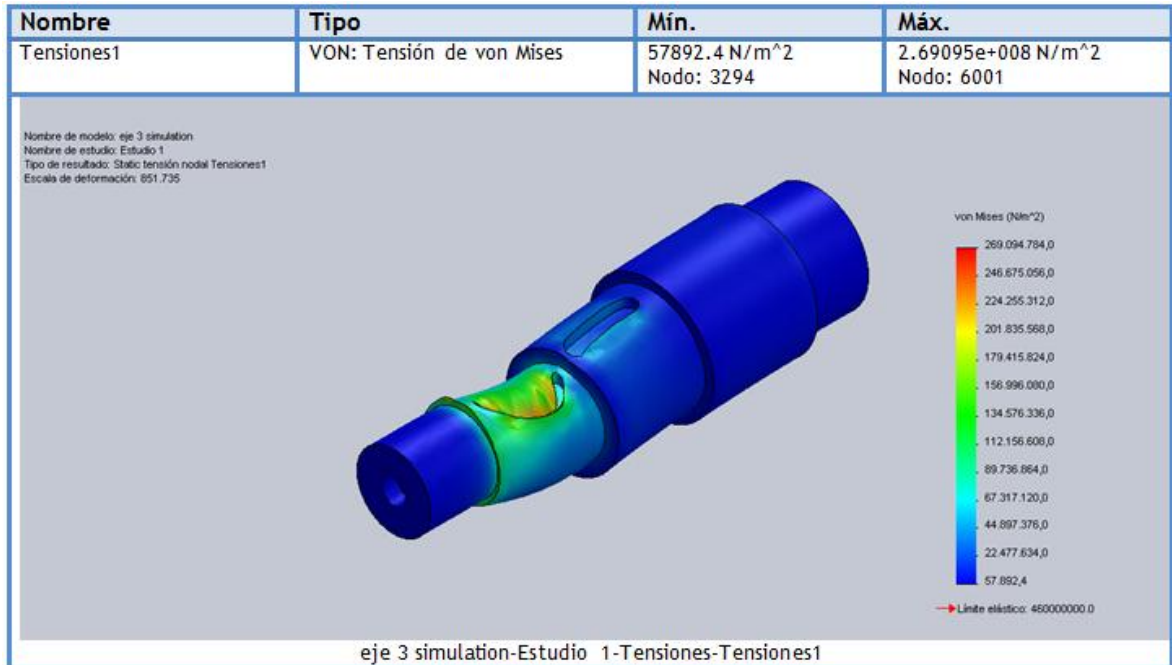 Nombre Tipo Mín. Máx.
Tensiones1 VON: Tensión de von Mises 57892.4 N/m^2 2.69095e+008 N/m^2
Nodo: 3294 Nodo: 6001
Nombre de modelo: eje 3 simulation
Nombre de estudio: Estudio 1
Tipo de resultado: Static tensión nodal Tensiones1
Escala de deformación: 851.735
von Mises (N/m^2)
269.094.784,0
246.675.056,0
224.255.312,0
201.835.568,0
179.415.824,0
156.996.080,0
134.576.336,0
112.156.608,0
89.736.864,0
67.317.120,0
44.897.376,0
22.477.634,0
57.892,4
Límite elástico: 460000000.0
eje 3 simulation-Estudio 1-Tensiones-Tensiones1